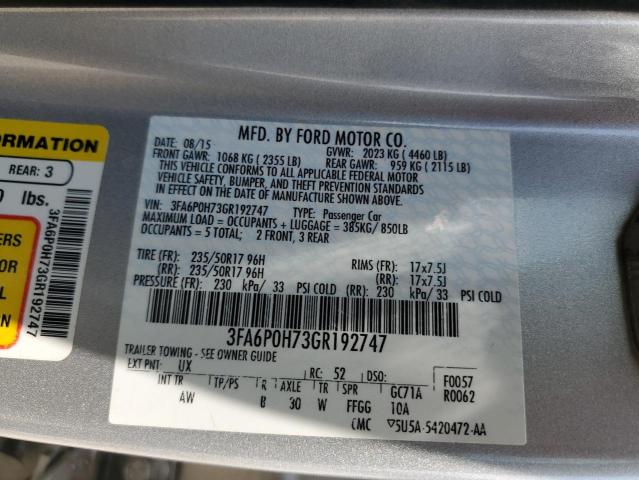 ORMATION
REAR: 3
lbs.
3FA6P0H73GR192747
MFD. BY FORD MOTOR CO.
DATE: 08/15 GVWR: 2023 KG ( 4460 LB)
FRONT GAWR: 1068 KG ( 2355 LB) REAR GAWR: 959 KG ( 2115 LB)
THIS VEHICLE CONFORMS TO ALL APPLICABLE FEDERAL MOTOR
VEHICLE SAFETY, BUMPER, AND THEFT PREVENTION STANDARDS
IN EFFECT ON THE DATE OF MANUFACTURE SHOWN ABOVE
VIN: 3FA6P0H73GR192747 TYPE: Passenger Car
MAXIMUM LOAD = OCCUPANTS + LUGGAGE = 385KG/ 850LB
OCCUPANTS = 5 TOTAL; 2 FRONT, 3 REAR
TIRE (FR): 235/50R17 96H RIMS (FR): 17x7.5J
(RR): 235/50R17 96H (RR): 17x7.5J
PRESSURE (FR): 230 kPa/ 33 PSI COLD (RR): 230 kPa/ 33 PSI COLD
3FA6P0H73GR192747
TRAILER TOWING - SEE OWNER GUIDE
EXT PNT: UX RC: 52 DSO: F0057
R0062
INT TR TP/PS R AXLE TR SPR GC71A
AW B 30 W FFGG 10A
CMC ▽5U5A-5420472-AA